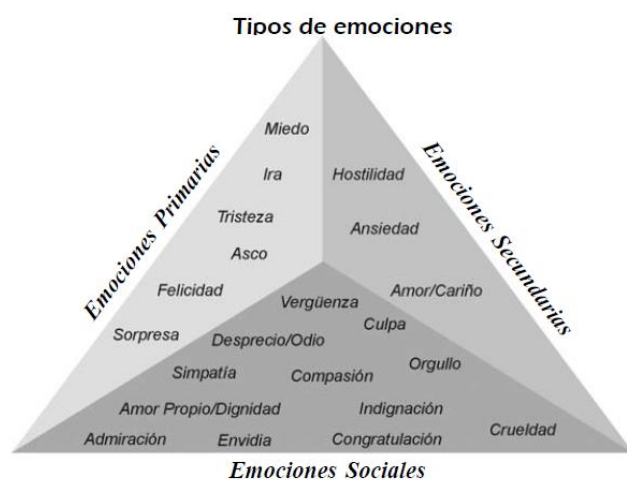 Tipos de emociones
Emociones Primarias
Miedo
Ira
Tristeza
Asco
Felicidad
Sorpresa
Emociones Secundarias
Hostilidad
Ansiedad
Amor/Cariño
Vergüenza
Culpa
Desprecio/Odio
Orgullo
Simpatía
Compasión
Amor Propio/Dignidad
Indignación
Crueldad
Admiración
Envidia
Congratulación
Emociones Sociales